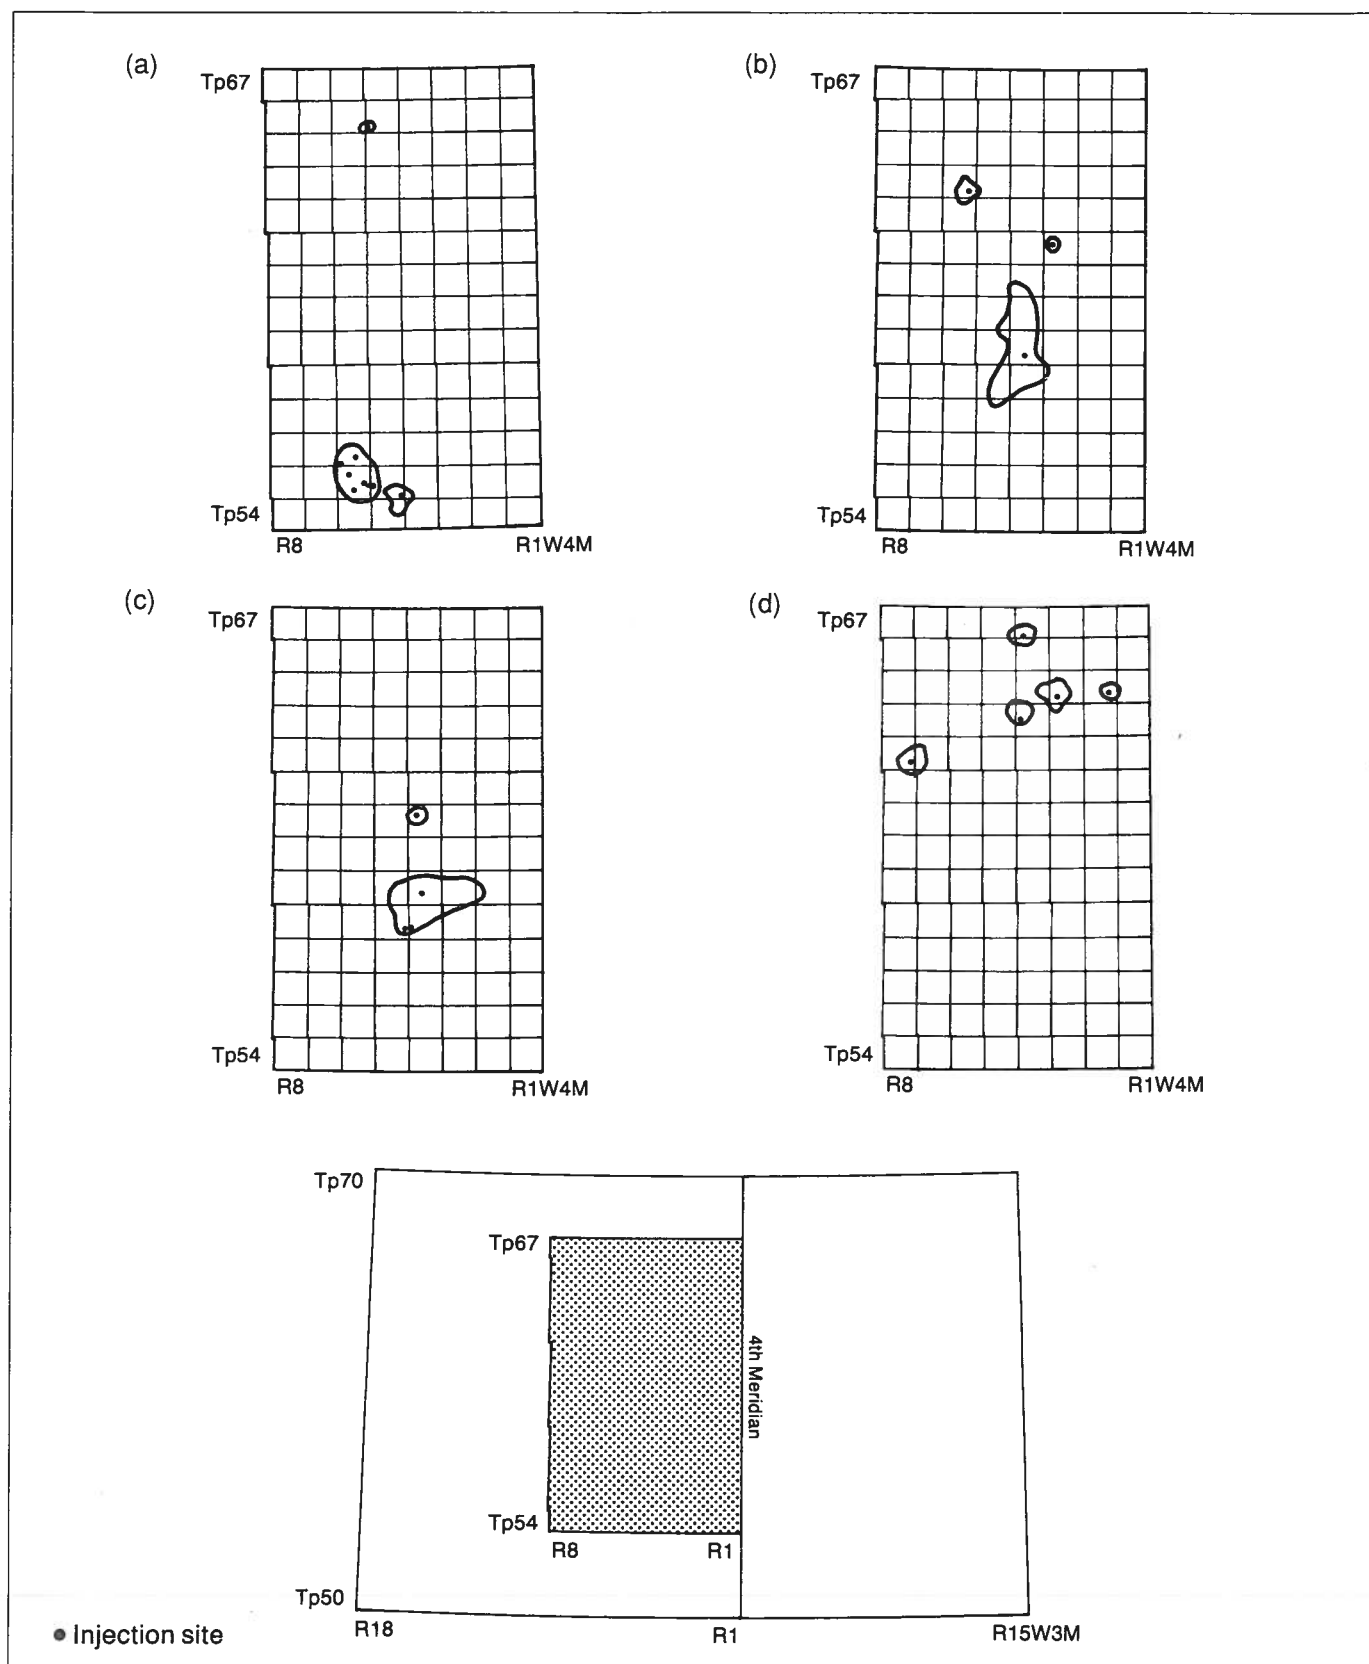 (a)
Tp67
Tp54
R8
R1W4M
(b)
Tp67
Tp54
R8
R1W4M
(c)
Tp67
Tp54
R8
R1W4M
(d)
Tp67
Tp54
R8
R1W4M
Tp70
Tp67
4th Meridian
Tp54
R8
R1
Tp50
R18
R1
R15W3M
Injection site